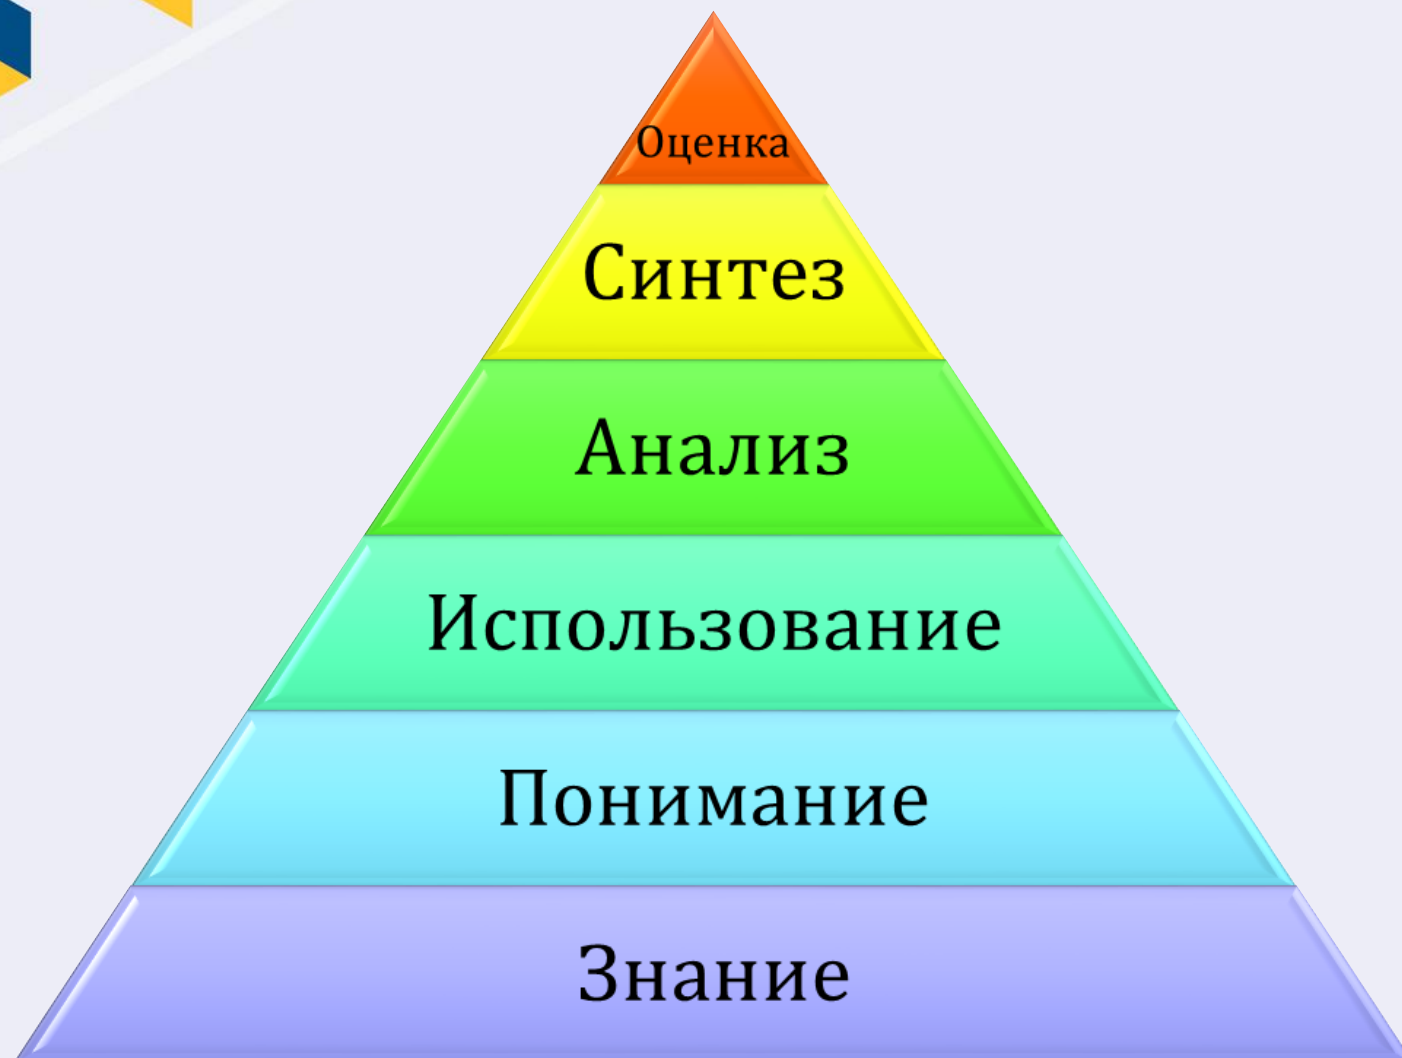 Оценка
Синтез
Анализ
Использование
Понимание
Знание